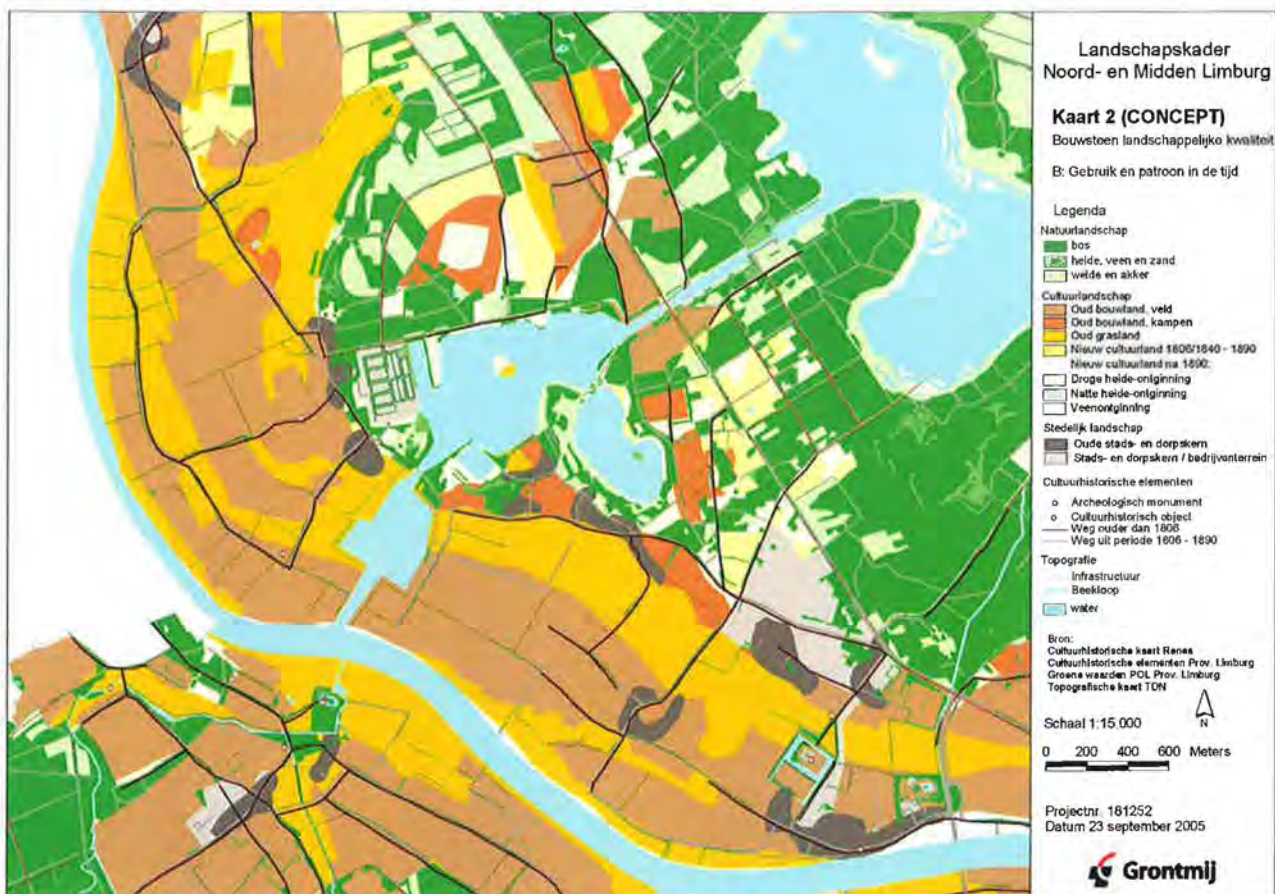 Landschapskader
Noord- en Midden Limburg
Kaart 2 (CONCEPT)
Bouwsteen landschappelijke kwaliteit
B: Gebruik en patroon in de tijd
Legenda
Natuurlandschap
bos
heide, veen en zand
weide en akker
Cultuurlandschap
Oud bouwland, veld
Oud bouwland, kampen
Oud grasland
Nieuw cultuurland 1806/1840 - 1890
Nieuw cultuurland na 1890:
Droge heide-ontginning
Natte heide-ontginning
Veenontginning
Stedelijk landschap
Oude stads- en dorpskern
Stads- en dorpskern / bedrijventerrein
Cultuurhistorische elementen
Archeologisch monument
Cultuurhistorisch object
Weg ouder dan 1806
Weg uit periode 1806 - 1890
Topografie
Infrastructuur
Beekloop
water
Bron:
Cultuurhistorische kaart Renes
Cultuurhistorische elementen Prov. Limburg
Groene waarden POL Prov. Limburg
Topografische kaart TDN
N
Schaal 1:15.000
0 200 400 600 Meters
Projectnr. 181252
Datum 23 september 2005
Grontmij